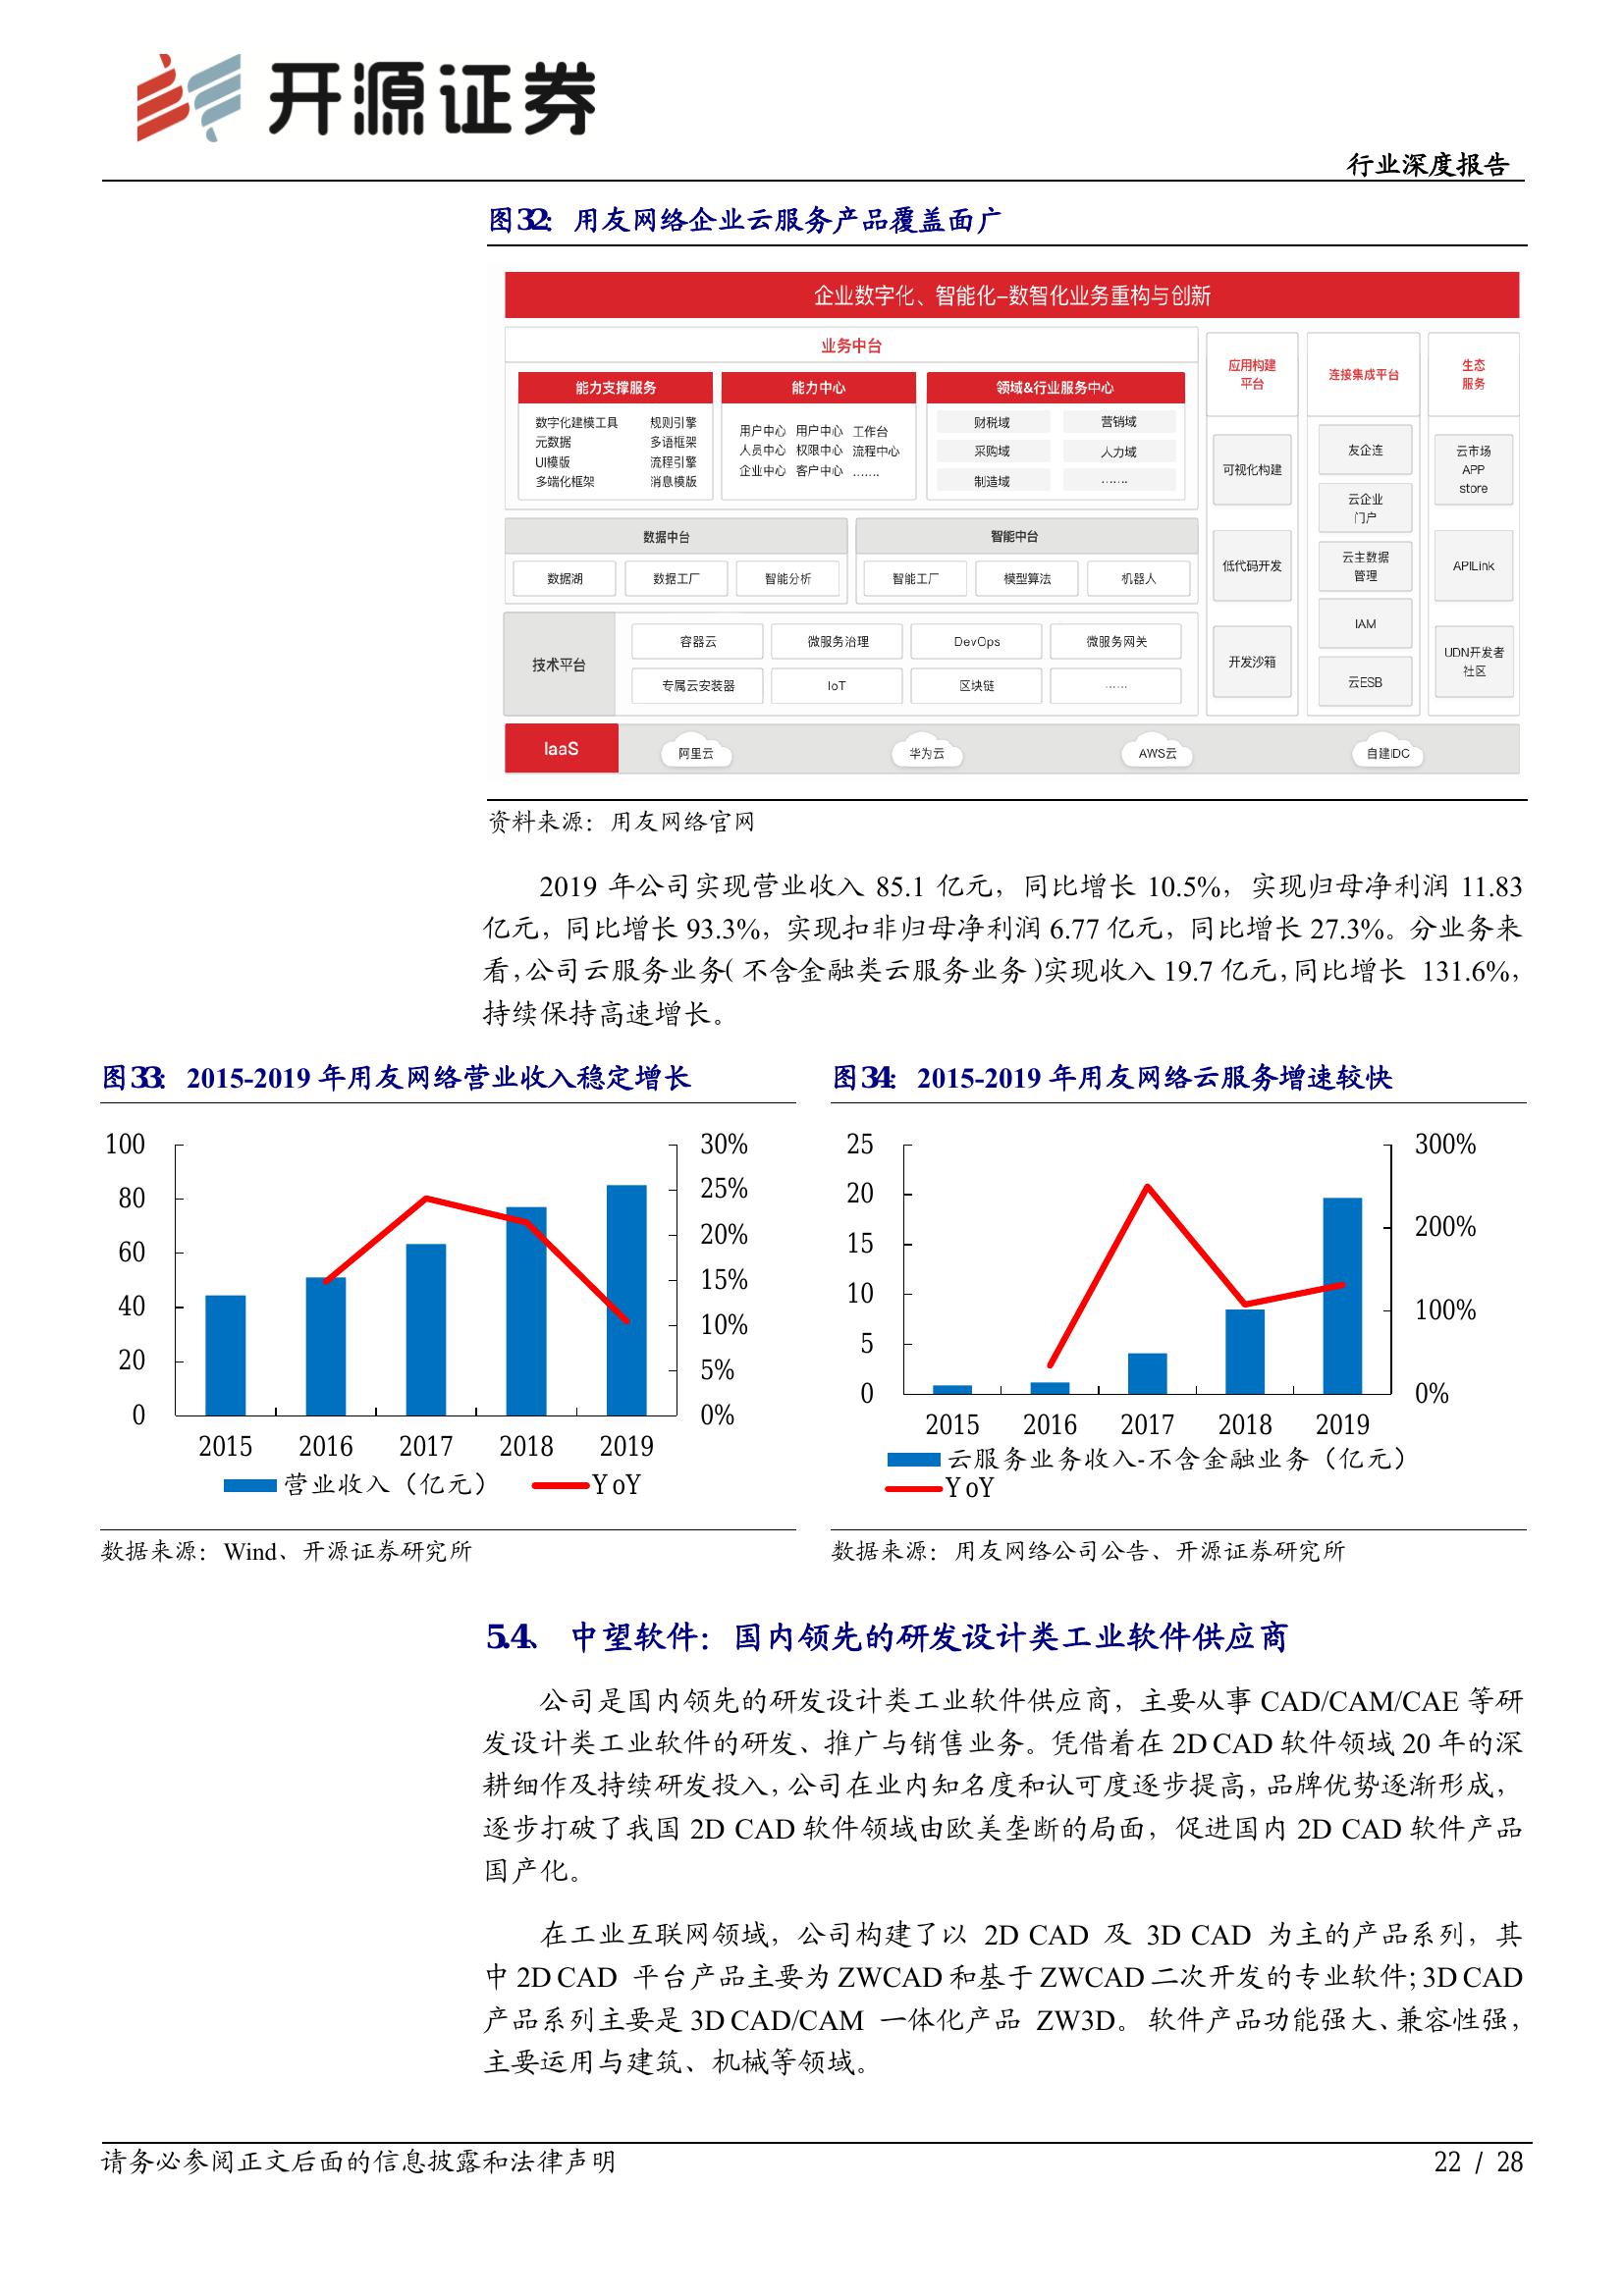 开源证券
行业深度报告
图32： 用友网络企业云服务产品覆盖面广
企业数字化、智能化–数智化业务重构与创新
业务中台
能力支撑服务
数字化建模工具 规则引擎
元数据 多语框架
UI模版 流程引擎
多端化框架 消息模版
能力中心
用户中心 用户中心 工作台
人员中心 权限中心 流程中心
企业中心 客户中心 .......
领域&行业服务中心
财税域 营销域
采购域 人力域
制造域 .......
数据中台
数据湖 数据工厂 智能分析
智能中台
智能工厂 模型算法 机器人
技术平台
容器云 微服务治理 DevOps 微服务网关
专属云安装器 IoT 区块链 ......
应用构建
平台
可视化构建
低代码开发
开发沙箱
连接集成平台
友企连
云企业
门户
云主数据
管理
IAM
云ESB
生态
服务
云市场
APP
store
APILink
UDN开发者
社区
IaaS
阿里云 华为云 AWS云 自建IDC
资料来源：用友网络官网
2019 年公司实现营业收入 85.1 亿元，同比增长 10.5%，实现归母净利润 11.83
亿元，同比增长 93.3%，实现扣非归母净利润 6.77 亿元，同比增长 27.3%。分业务来
看，公司云服务业务（不含金融类云服务业务）实现收入 19.7 亿元，同比增长 131.6%，
持续保持高速增长。
图33： 2015-2019 年用友网络营业收入稳定增长
100
80
60
40
20
0
30%
25%
20%
15%
10%
5%
0%
2015 2016 2017 2018 2019
营业收入（亿元） YoY
数据来源：Wind、开源证券研究所
图34： 2015-2019 年用友网络云服务增速较快
25
20
15
10
5
0
300%
200%
100%
0%
2015 2016 2017 2018 2019
云服务业务收入-不含金融业务（亿元）
YoY
数据来源：用友网络公司公告、开源证券研究所
5.4、 中望软件：国内领先的研发设计类工业软件供应商
公司是国内领先的研发设计类工业软件供应商，主要从事 CAD/CAM/CAE 等研
发设计类工业软件的研发、推广与销售业务。凭借着在 2D CAD 软件领域 20 年的深
耕细作及持续研发投入，公司在业内知名度和认可度逐步提高，品牌优势逐渐形成，
逐步打破了我国 2D CAD 软件领域由欧美垄断的局面，促进国内 2D CAD 软件产品
国产化。
在工业互联网领域，公司构建了以 2D CAD 及 3D CAD 为主的产品系列，其
中 2D CAD 平台产品主要为 ZWCAD 和基于 ZWCAD 二次开发的专业软件；3D CAD
产品系列主要是 3D CAD/CAM 一体化产品 ZW3D。软件产品功能强大、兼容性强，
主要运用与建筑、机械等领域。
请务必参阅正文后面的信息披露和法律声明
22 / 28